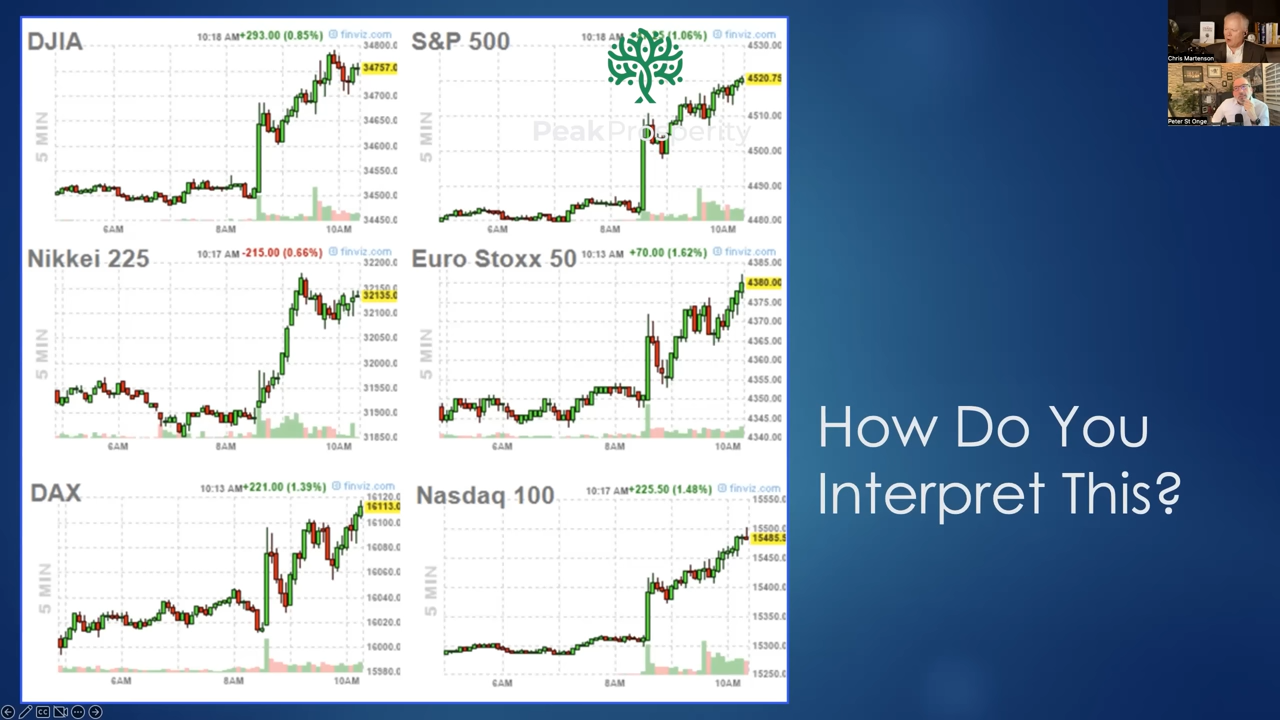 DJIA
10:18 AM +293.00 (0.85%) finviz.com
34800.0
34757.0
34700.0
34650.0
34600.0
34550.0
34500.0
34450.0
5 MIN
6AM 8AM 10AM
S&P 500
10:18 AM (1.06%) finviz.com
4530.00
4520.75
4510.00
4500.00
4490.00
4480.00
5 MIN
6AM 8AM 10AM
PeakProsperity
Nikkei 225
10:17 AM -215.00 (0.66%) finviz.com
32200.0
32135.0
32100.0
32050.0
32000.0
31950.0
31900.0
31850.0
5 MIN
6AM 8AM 10AM
Euro Stoxx 50
10:13 AM +70.00 (1.62%) finviz.com
4385.00
4380.00
4375.00
4370.00
4365.00
4360.00
4355.00
4350.00
4345.00
4340.00
5 MIN
6AM 8AM 10AM
DAX
10:13 AM +221.00 (1.39%) finviz.com
16120.0
16113.0
16100.0
16080.0
16060.0
16040.0
16020.0
16000.0
15980.0
5 MIN
6AM 8AM 10AM
Nasdaq 100
10:17 AM +225.50 (1.48%) finviz.com
15550.0
15500.0
15485.5
15450.0
15400.0
15350.0
15300.0
15250.0
5 MIN
6AM 8AM 10AM
How Do You
Interpret This?
Chris Martenson
Peter St Onge
CC